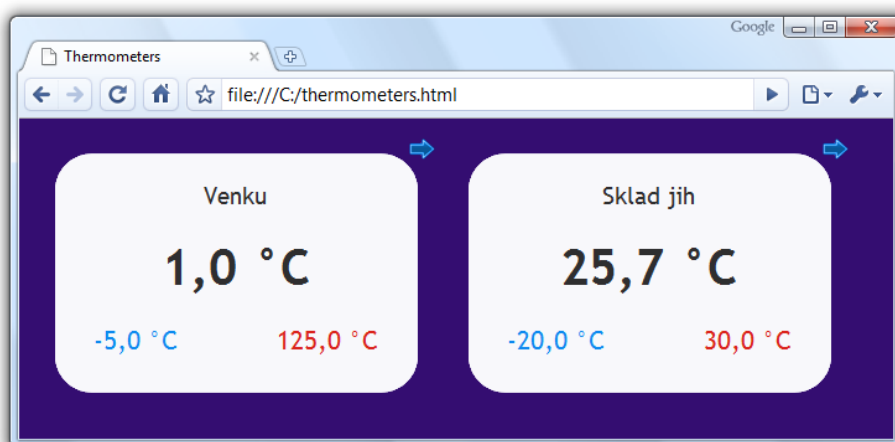 Google
Thermometers
file:///C:/thermometers.html
Venku
1,0 °C
-5,0 °C 125,0 °C
Sklad jih
25,7 °C
-20,0 °C 30,0 °C